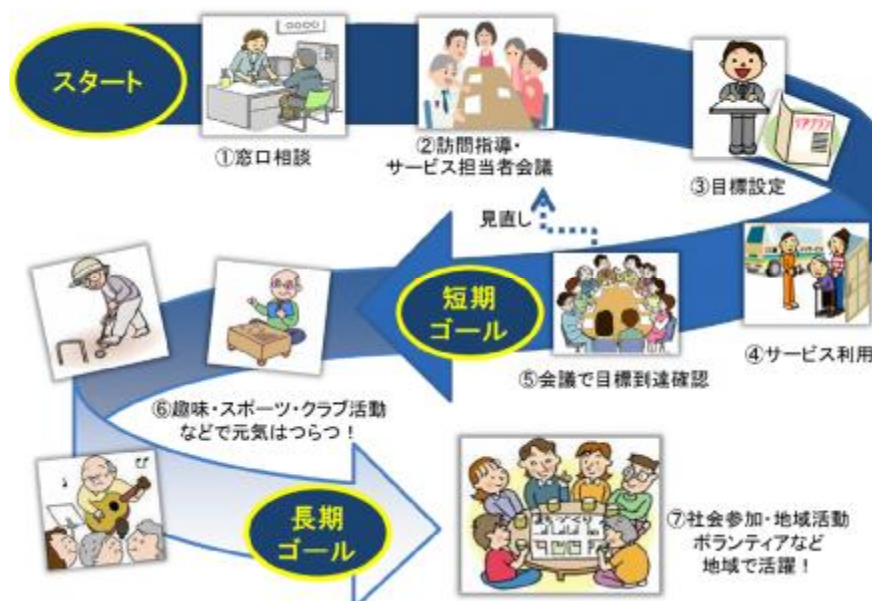 スタート
①窓口相談
②訪問指導・
サービス担当者会議
ケアプラン
③目標設定
見直し
④サービス利用
⑤会議で目標到達確認
短期
ゴール
⑥趣味・スポーツ・クラブ活動
などで元気はつらつ！
長期
ゴール
⑦社会参加・地域活動
ボランティアなど
地域で活躍！